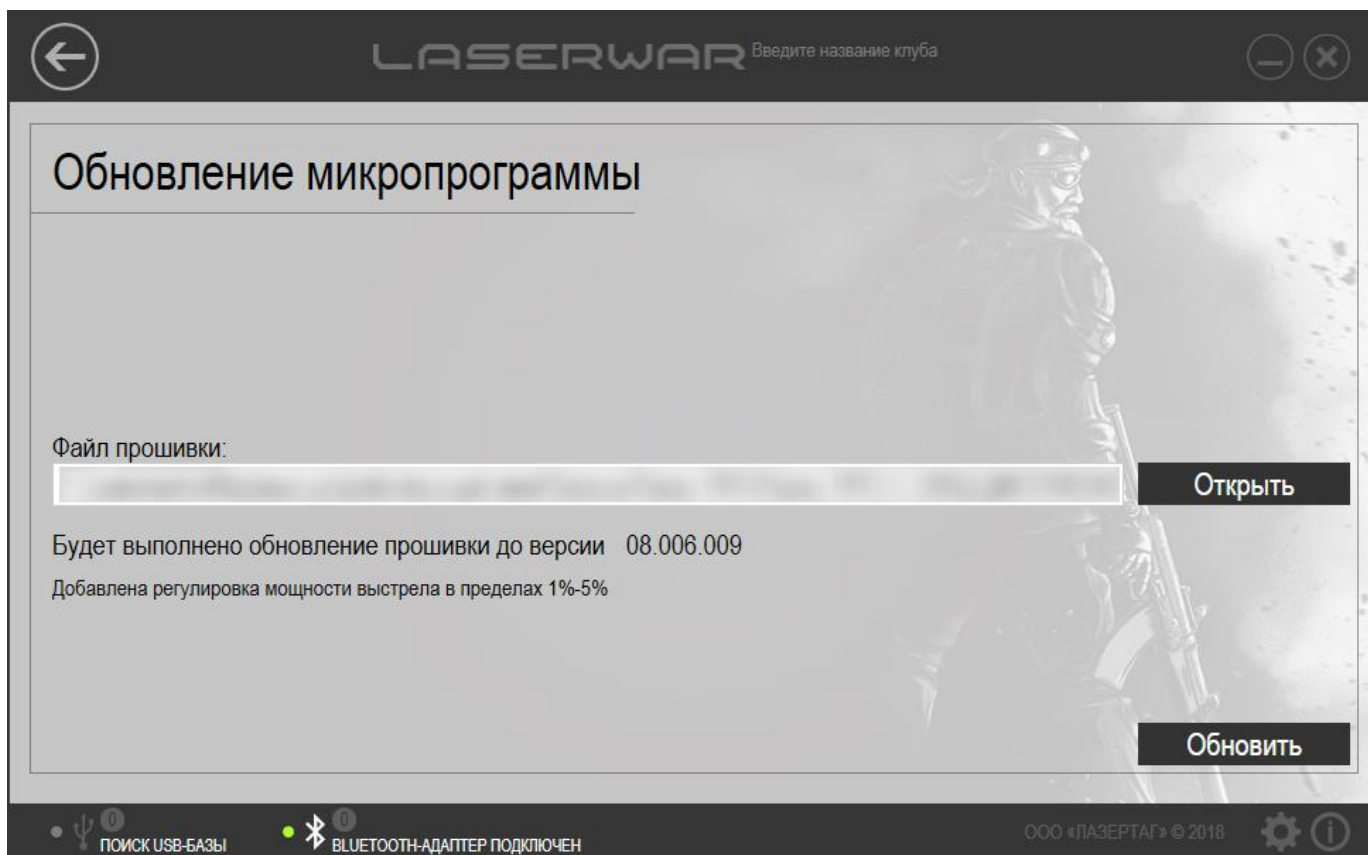 LASERWAR Введите название клуба
Обновление микропрограммы
Файл прошивки:
Открыть
Будет выполнено обновление прошивки до версии 08.006.009
Добавлена регулировка мощности выстрела в пределах 1%-5%
Обновить
0 ПОИСК USB-БАЗЫ 0 BLUETOOTH-АДАПТЕР ПОДКЛЮЧЕН ООО «ЛАЗЕРТАГ» © 2018